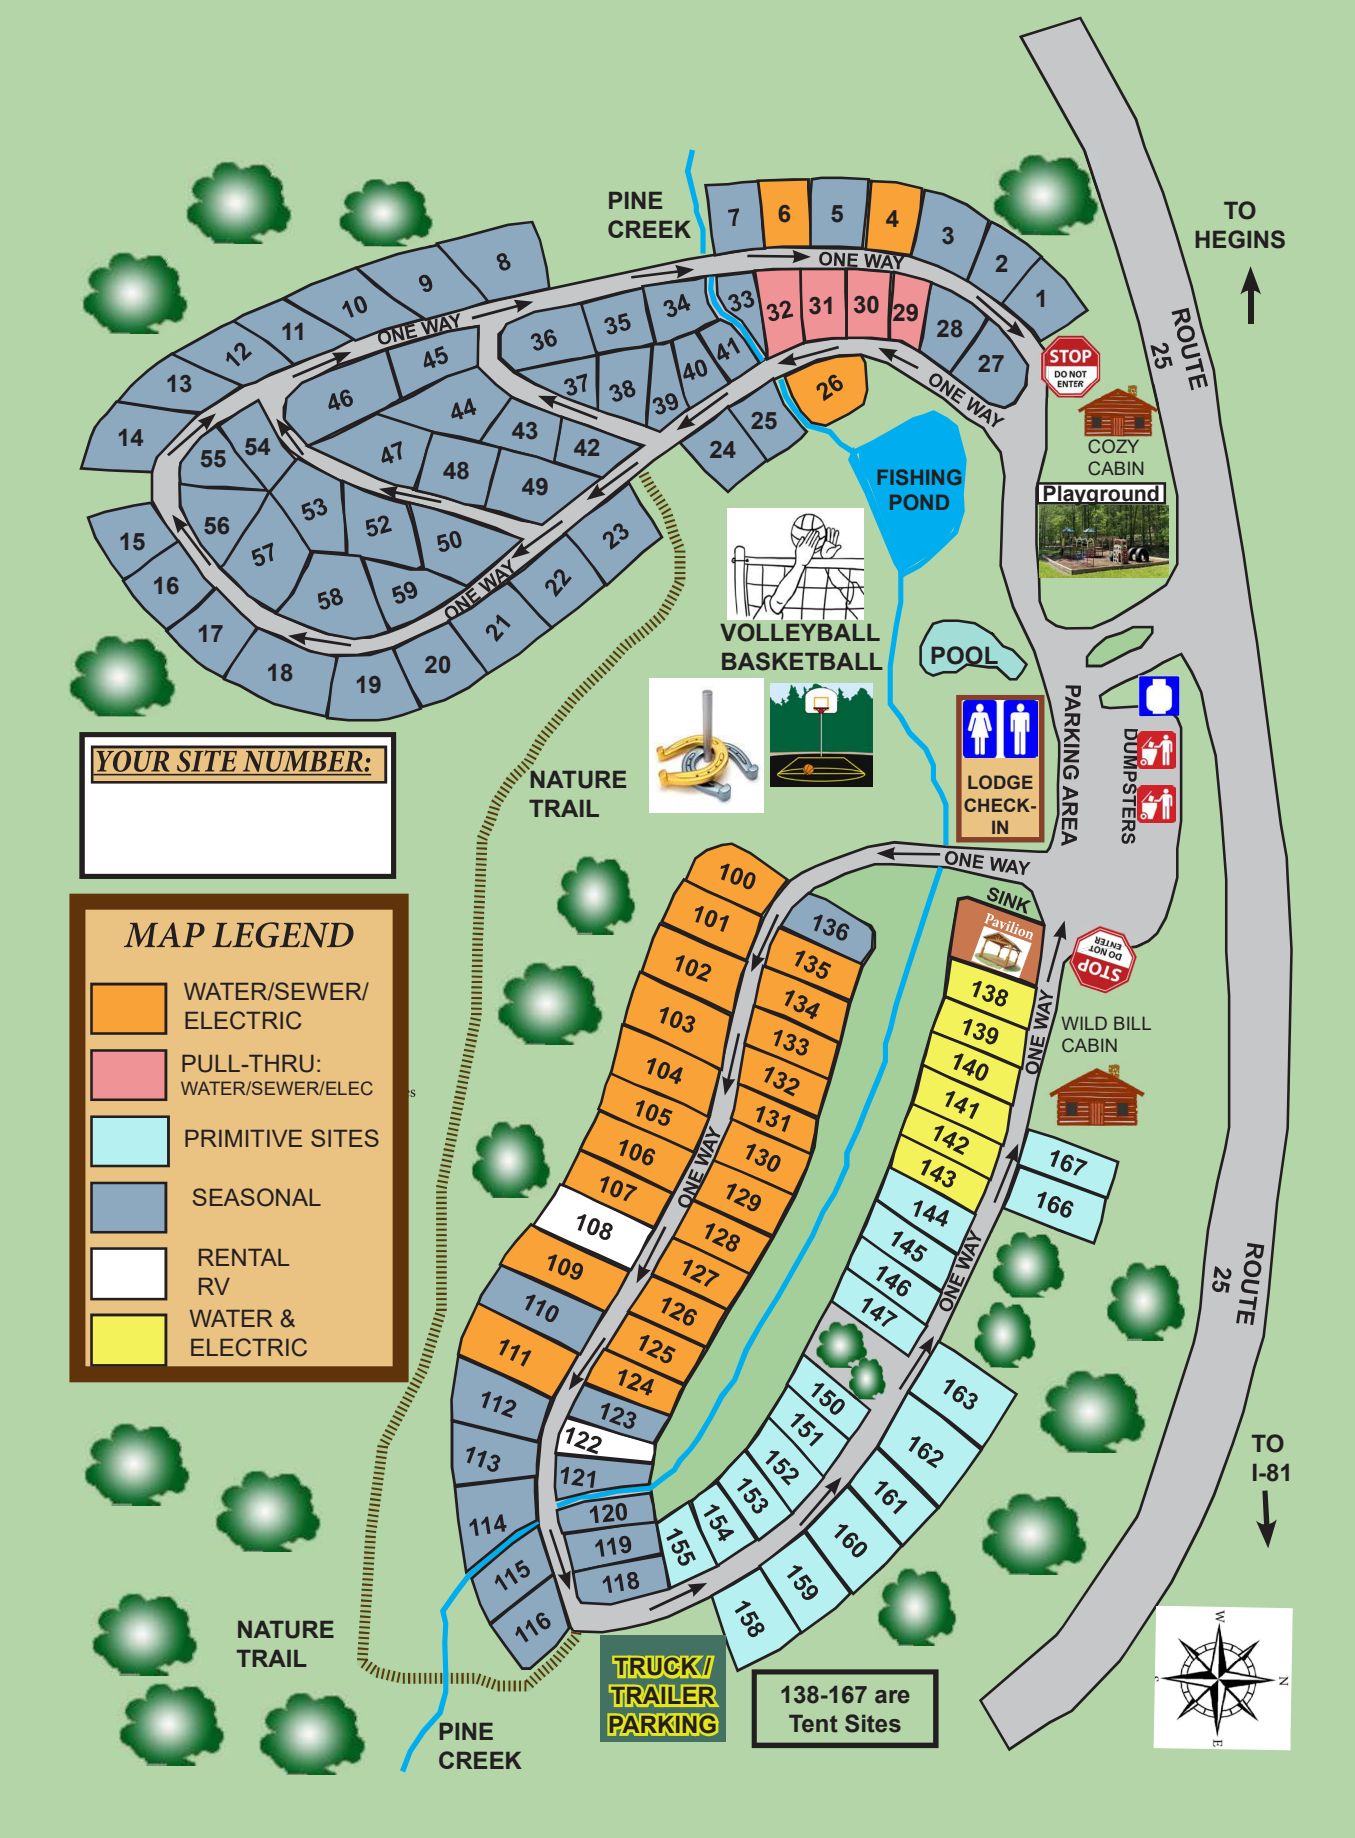 PINE
CREEK
TO
HEGINS
ROUTE
25
7
6
5
4
3
2
1
ONE WAY
8
9
10
11
12
13
14
ONE WAY
33
32
31
30
29
28
27
34
35
36
41
40
39
38
37
26
25
24
ONE WAY
STOP
DO NOT
ENTER
COZY
CABIN
Playground
45
46
44
43
42
47
48
49
54
55
53
52
50
56
57
58
59
ONE WAY
15
16
17
18
19
20
21
22
23
FISHING
POND
VOLLEYBALL
BASKETBALL
POOL
LODGE
CHECK-
IN
PARKING AREA
DUMPSTERS
NATURE
TRAIL
YOUR SITE NUMBER:
MAP LEGEND
WATER/SEWER/
ELECTRIC
PULL-THRU:
WATER/SEWER/ELEC
es
PRIMITIVE SITES
SEASONAL
RENTAL
RV
WATER &
ELECTRIC
ONE WAY
SINK
Pavilion
STOP
DO NOT
ENTER
WILD BILL
CABIN
100
101
102
103
104
105
106
107
108
109
110
111
112
113
114
115
116
136
135
134
133
132
131
130
129
128
127
126
125
124
123
122
121
120
119
118
ONE WAY
138
139
140
141
142
143
144
145
146
147
150
151
152
153
154
155
ONE WAY
ONE WAY
167
166
163
162
161
160
159
158
ROUTE
25
TO
I-81
NATURE
TRAIL
PINE
CREEK
TRUCK/
TRAILER
PARKING
138-167 are
Tent Sites
W
N
S
E